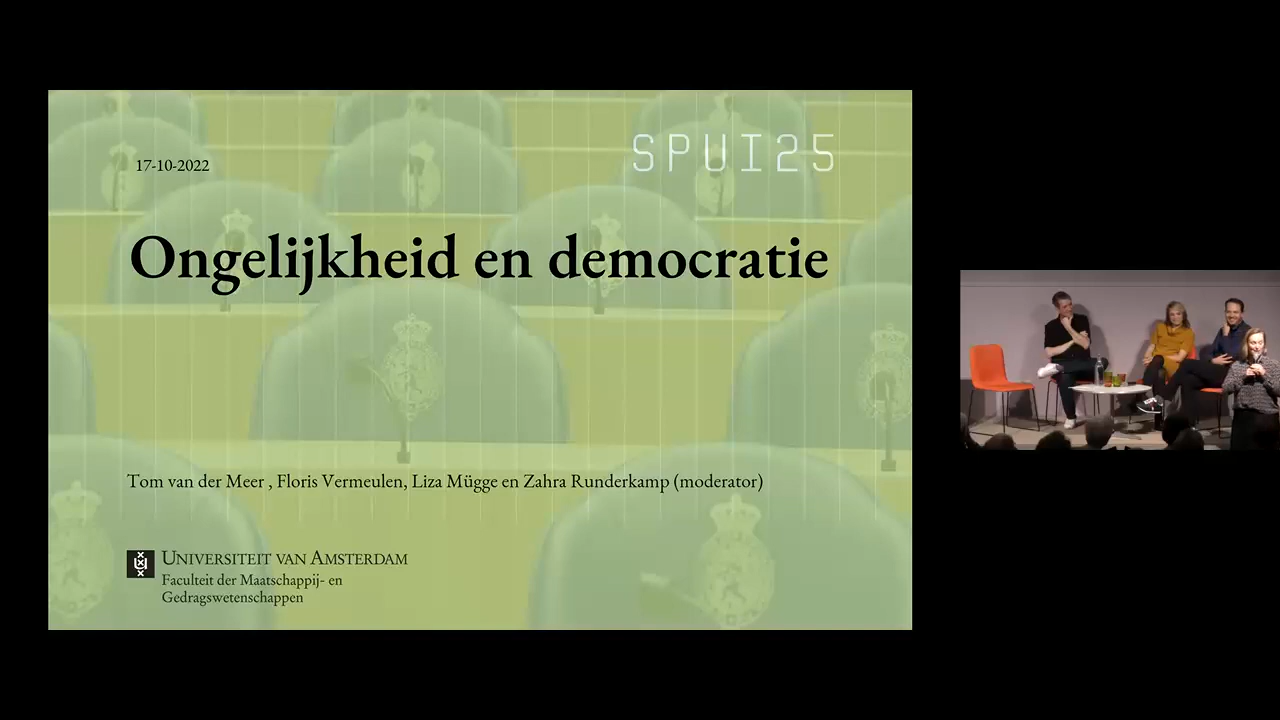 17-10-2022
SPUI25
Ongelijkheid en democratie
Tom van der Meer , Floris Vermeulen, Liza Mügge en Zahra Runderkamp (moderator)
UNIVERSITEIT VAN AMSTERDAM
Faculteit der Maatschappij- en
Gedragswetenschappen